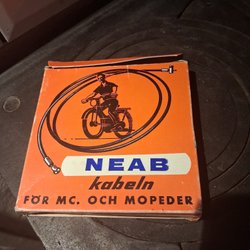 NEAB
kabeln
FÖR MC. OCH MOPEDER